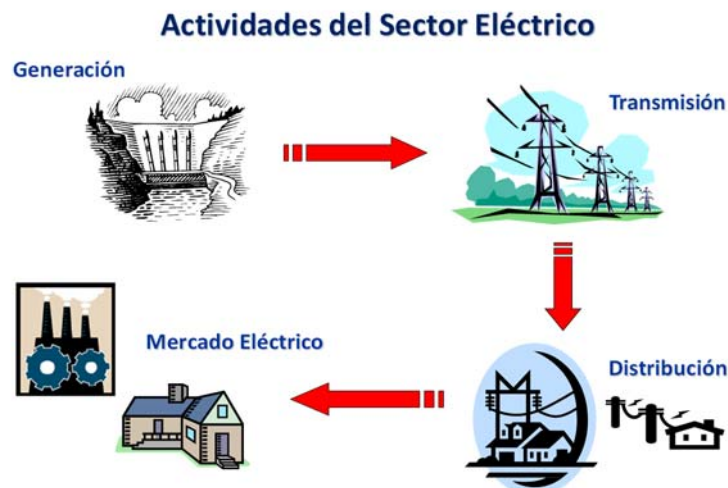 Actividades del Sector Eléctrico
Generación
Transmisión
Mercado Eléctrico
Distribución